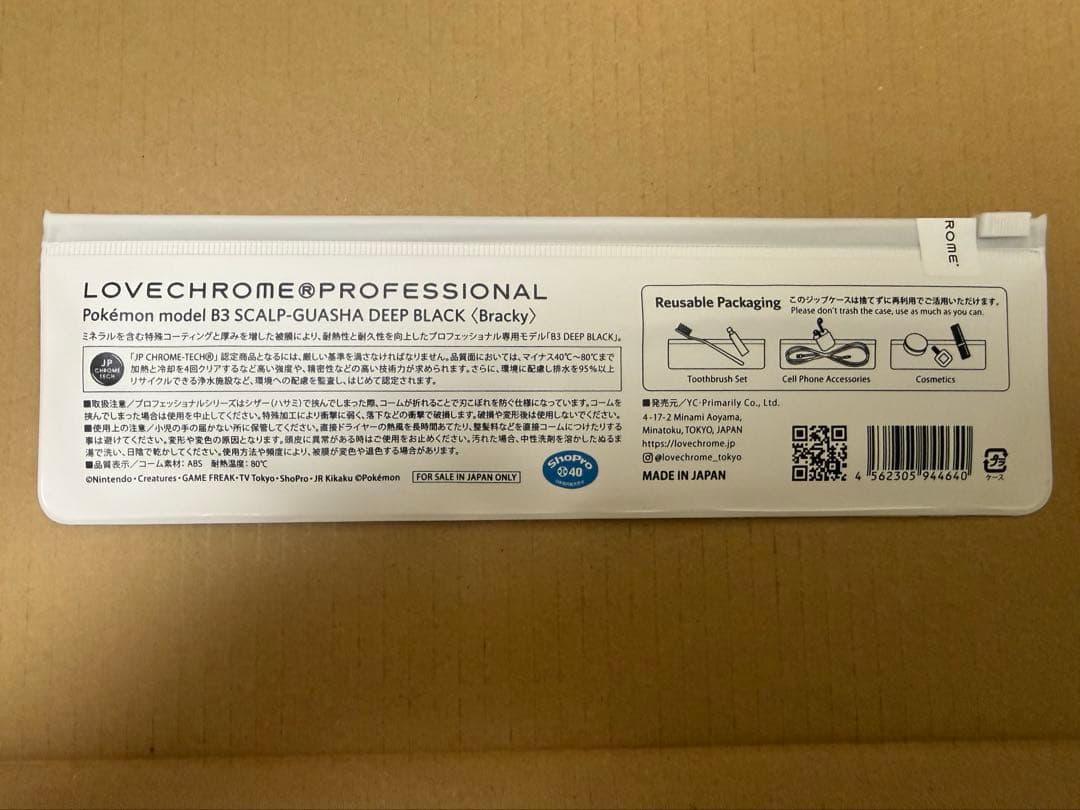 ROME®
LOVECHROME®PROFESSIONAL
Pokémon model B3 SCALP-GUASHA DEEP BLACK〈Bracky〉
ミネラルを含む特殊コーティングと厚みを増した被膜により、耐熱性と耐久性を向上したプロフェッショナル専用モデル「B3 DEEP BLACK」。
JP
CHROME
TECH
「JP CHROME-TECH®」認定商品となるには、厳しい基準を満さなければなりません。品質面においては、マイナス40℃〜80℃まで
加熱と冷却を4回クリアするなど高い強度や、精密性などの高い技術力が求められます。さらに、環境に配慮し排水を95%以上
リサイクルできる浄水施設など、環境への配慮を監査し、はじめて認定されます。
■取扱注意／プロフェッショナルシリーズはシザー(ハサミ)で挟んでしまった際、コームが折れることで刃こぼれを防ぐ仕様になっています。コームを
挟んでしまった場合は使用を中止してください。特殊加工により衝撃に弱く、落下などの衝撃で破損します。破損や変形後は使用しないでください。
■使用上の注意／小児の手の届かない所に保管してください。直接ドライヤーの熱風を長時間あてたり、整髪料などを直接コームにつけたりする
事は避けてください。変形や変色の原因となります。頭皮に異常がある時はご使用をお止めください。汚れた場合、中性洗剤を溶かしたぬるま
湯で洗い、日陰で乾かしてください。使用方法や頻度により、被膜が変色や退色する場合があります。
■品質表示／コーム素材：ABS 耐熱温度：80℃
©Nintendo・Creatures・GAME FREAK・TV Tokyo・ShoPro・JR Kikaku ©Pokémon
FOR SALE IN JAPAN ONLY
ShoPro
40
Reusable Packaging
このジップケースは捨てずに再利用でご活用いただけます。
Please don't trash the case, use as much as you can.
Toothbrush Set
Cell Phone Accessories
Cosmetics
■発売元／YC・Primarily Co., Ltd.
4-17-2 Minami Aoyama,
Minatoku, TOKYO, JAPAN
https://lovechrome.jp
@lovechrome_tokyo
MADE IN JAPAN
4 562305 944640
プラ
ケース